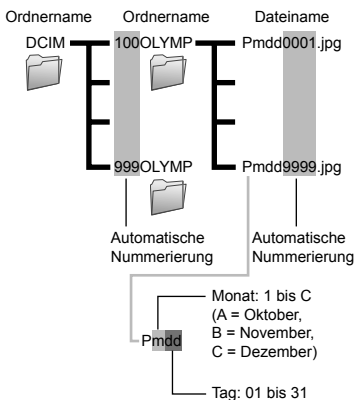 Ordnername Ordnername Dateiname
DCIM 100OLYMP Pmdd0001.jpg
999OLYMP Pmdd9999.jpg
Automatische
Nummerierung
Automatische
Nummerierung
Pmdd
Monat: 1 bis C
(A = Oktober,
B = November,
C = Dezember)
Tag: 01 bis 31